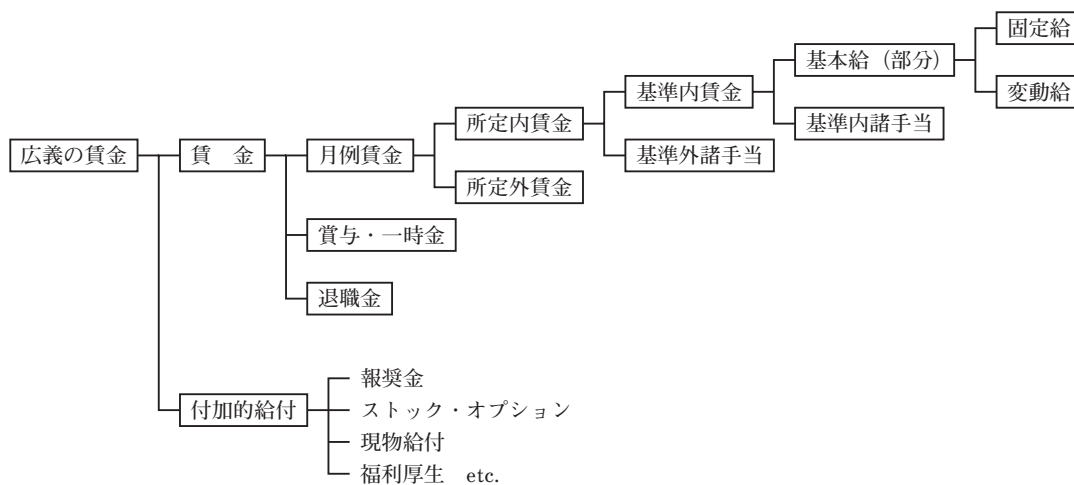 固定給
基本給（部分）
変動給
基準内賃金
基準内諸手当
所定内賃金
基準外諸手当
広義の賃金
賃　金
月例賃金
所定外賃金
賞与・一時金
退職金
付加的給付
報奨金
ストック・オプション
現物給付
福利厚生　etc.